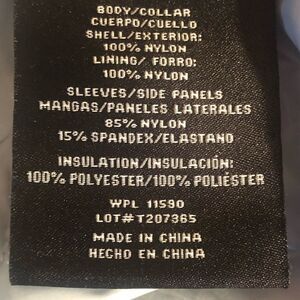 BODY/COLLAR
CUERPO/CUELLO
SHELL/EXTERIOR:
100% NYLON
LINING/ FORRO:
100% NYLON
SLEEVES/SIDE PANELS
MANGAS/PANELES LATERALES
85% NYLON
15% SPANDEX/ELASTANO
INSULATION/INSULACIÓN:
100% POLYESTER/100% POLIÉSTER
WPL 11590
LOT#T207365
MADE IN CHINA
HECHO EN CHINA